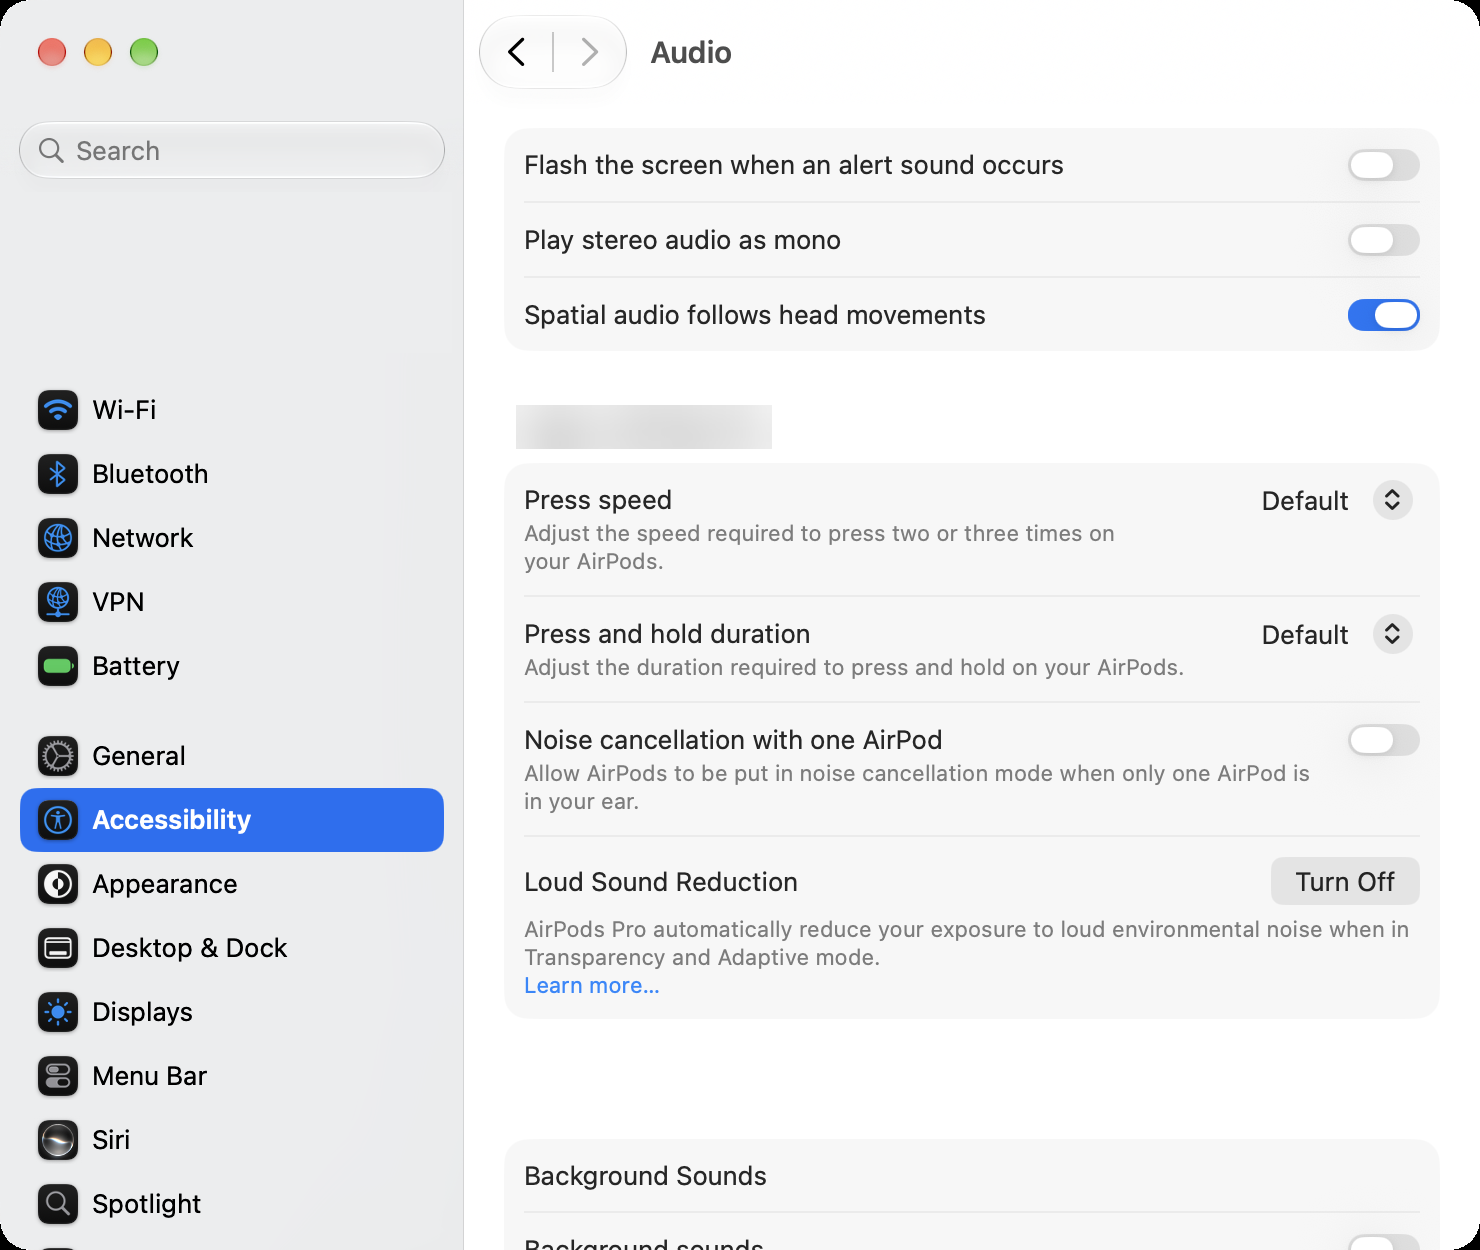 Audio
Search
Wi-Fi
Bluetooth
Network
VPN
Battery
General
Accessibility
Appearance
Desktop & Dock
Displays
Menu Bar
Siri
Spotlight
Flash the screen when an alert sound occurs
Play stereo audio as mono
Spatial audio follows head movements
Press speed
Default
Adjust the speed required to press two or three times on
your AirPods.
Press and hold duration
Default
Adjust the duration required to press and hold on your AirPods.
Noise cancellation with one AirPod
Allow AirPods to be put in noise cancellation mode when only one AirPod is
in your ear.
Loud Sound Reduction
Turn Off
AirPods Pro automatically reduce your exposure to loud environmental noise when in
Transparency and Adaptive mode.
Learn more...
Background Sounds
Background sounds